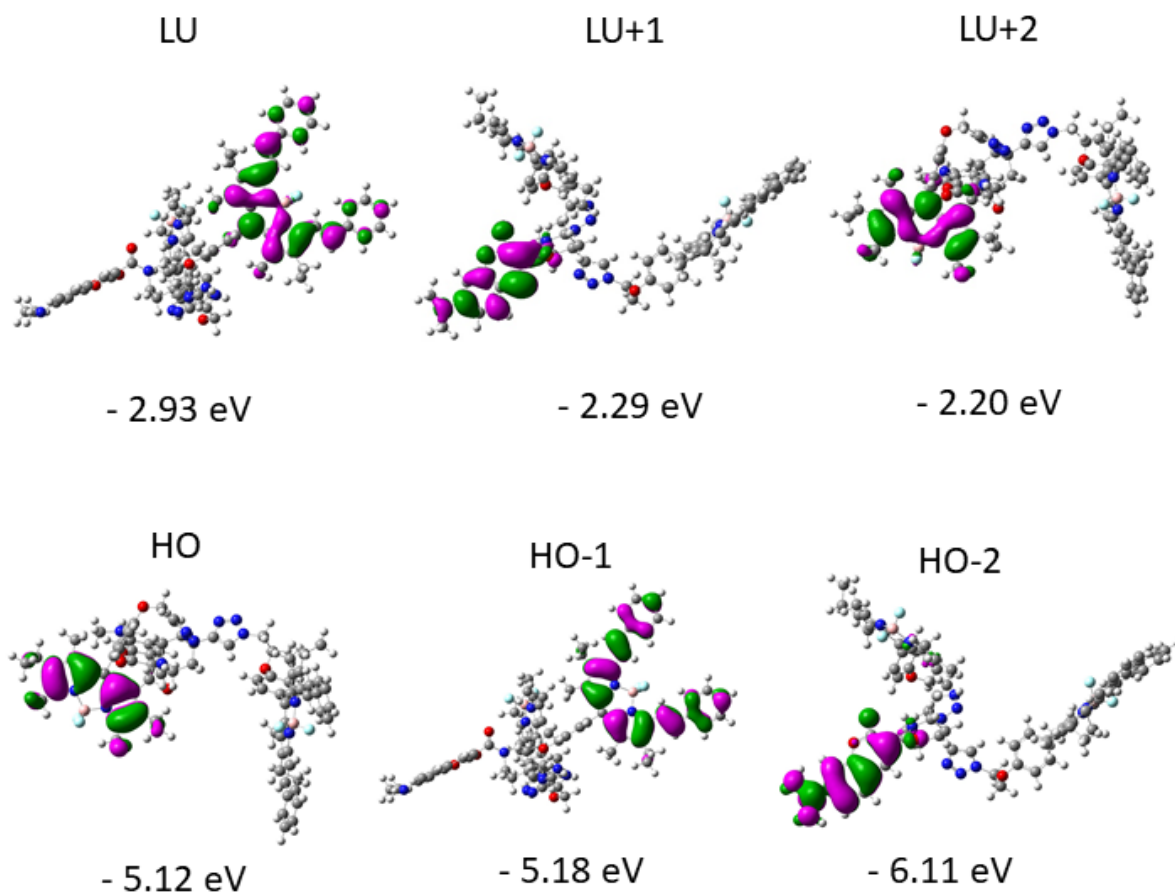 LU
LU+1
LU+2
- 2.93 eV
- 2.29 eV
- 2.20 eV
HO
HO-1
HO-2
- 5.12 eV
- 5.18 eV
- 6.11 eV